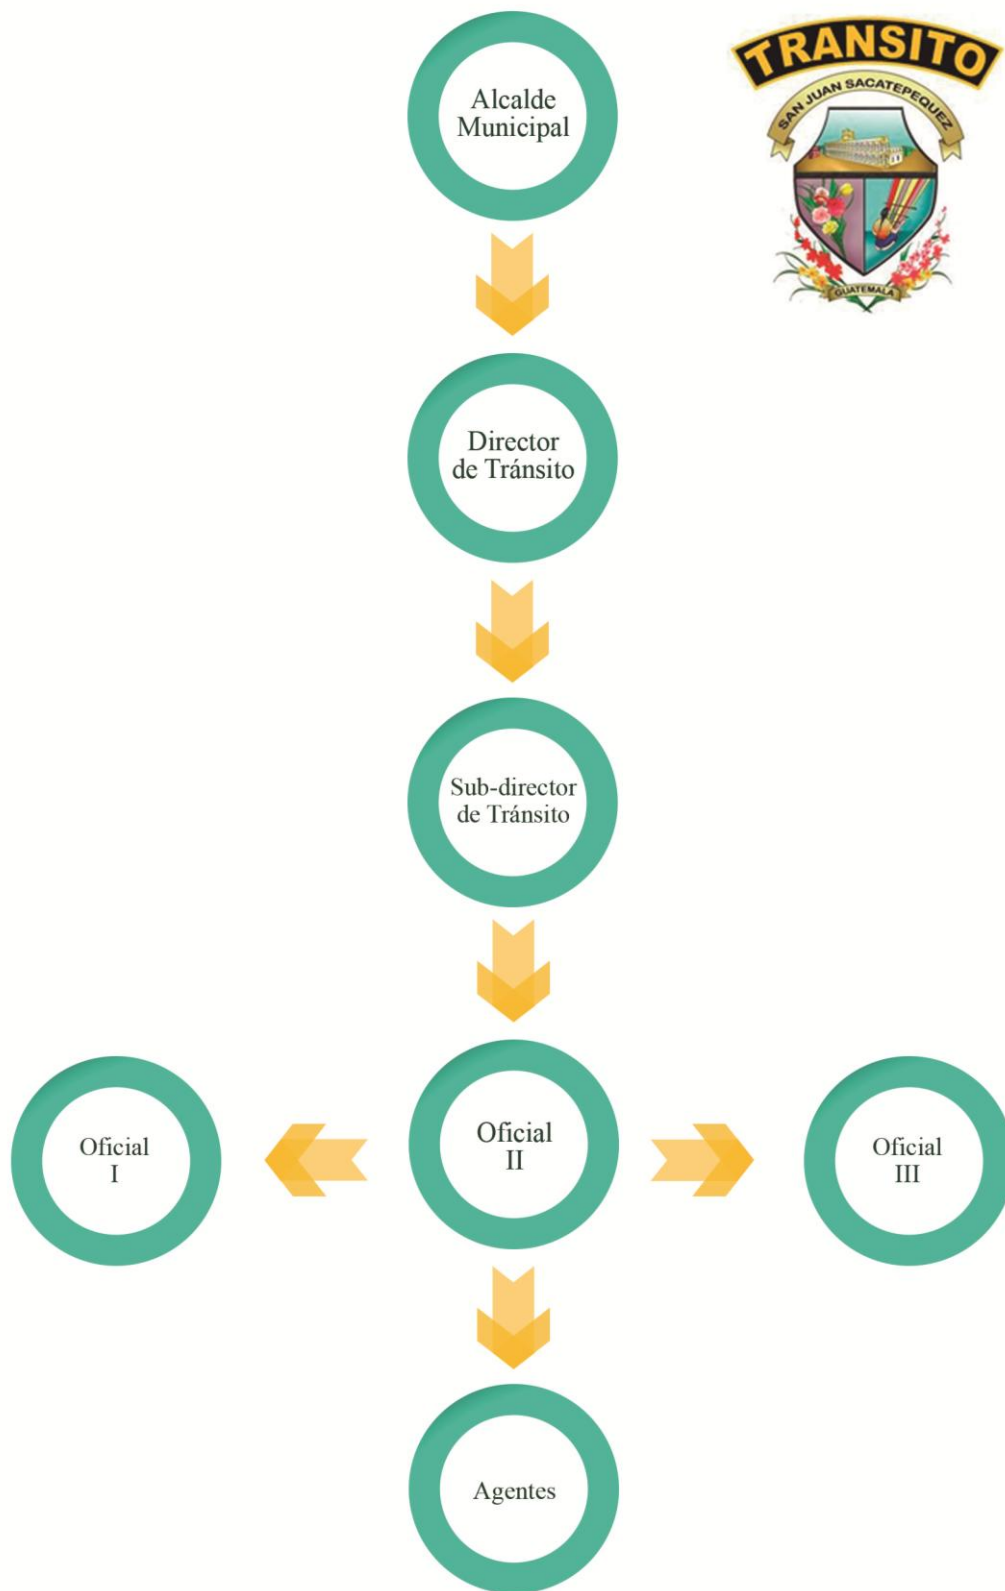 Alcalde
Municipal
TRANSITO
SAN JUAN SACATEPEQUEZ
GUATEMALA
Director
de Tránsito
Sub-director
de Tránsito
Oficial
I
Oficial
II
Oficial
III
Agentes